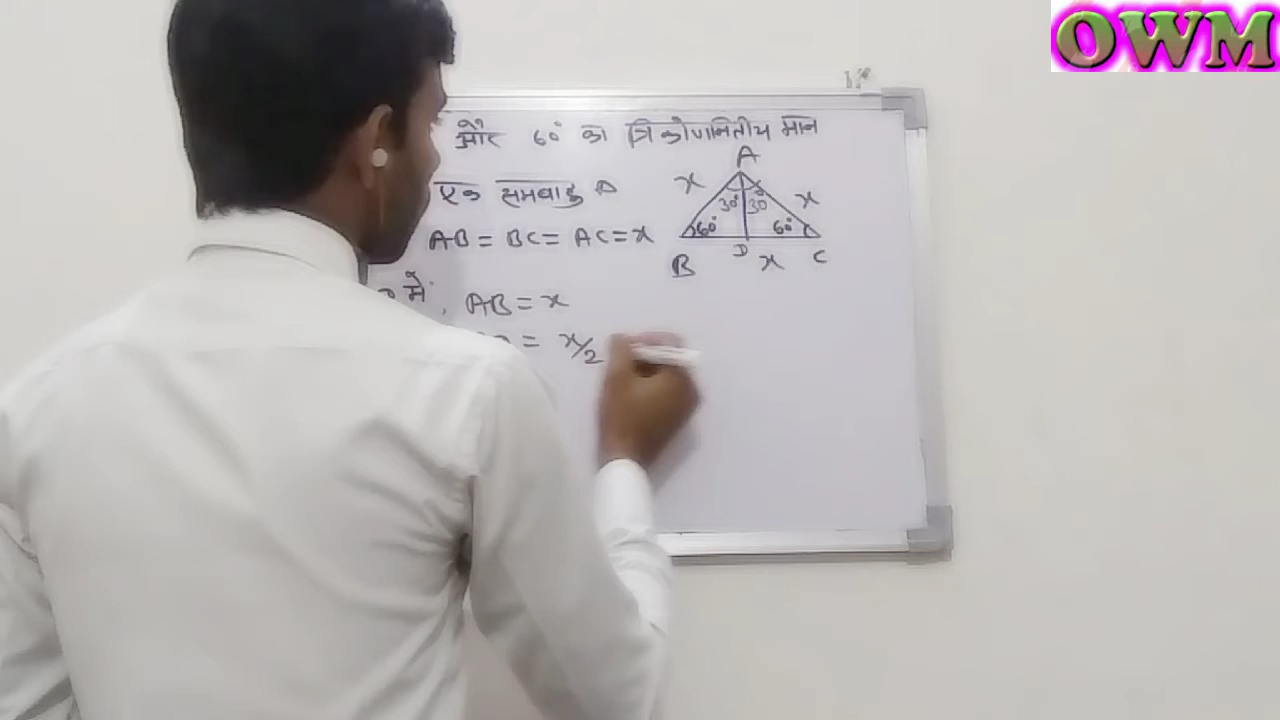 OWM
और 60° का त्रिकोणमितीय मान
एक समबाहु Δ
AB = BC = AC = x
में, AB = x
= x/2
A
x
x
30° 30
60° 60°
B
D
x
C